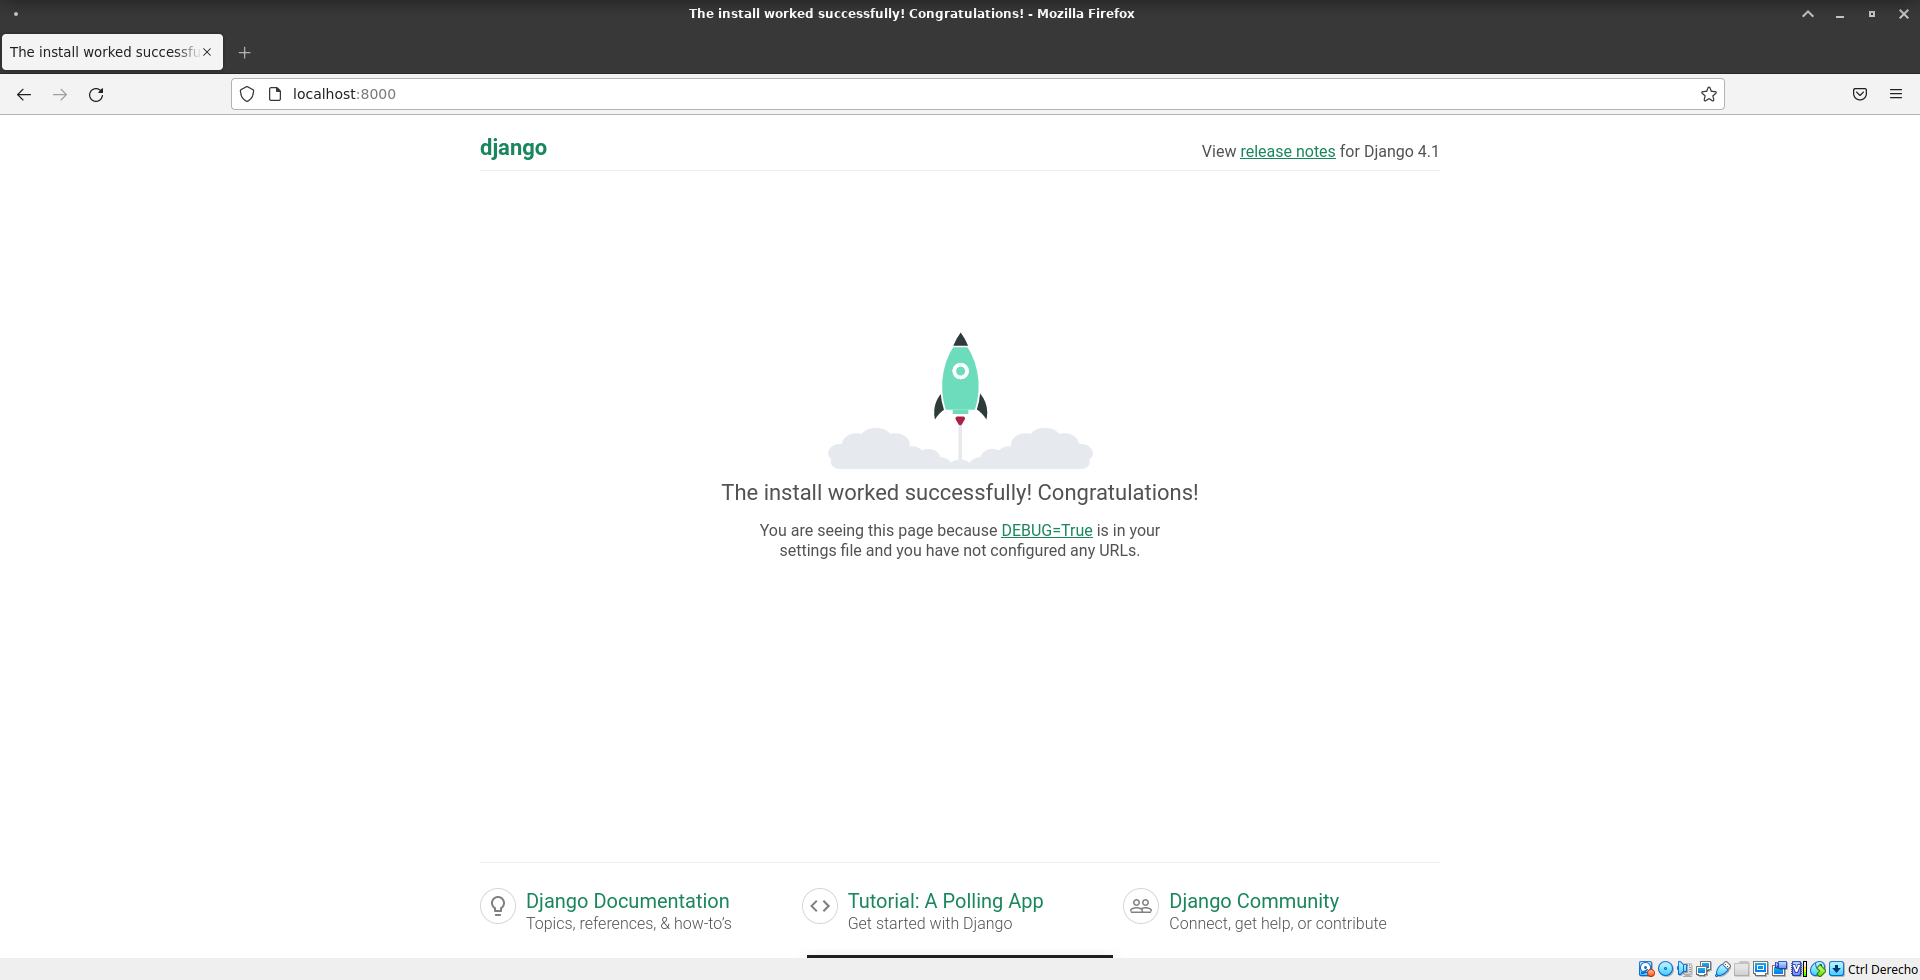 The install worked successfully! Congratulations! - Mozilla Firefox
The install worked successfu
localhost:8000
django
View release notes for Django 4.1
The install worked successfully! Congratulations!
You are seeing this page because DEBUG=True is in your
settings file and you have not configured any URLs.
Django Documentation
Topics, references, & how-to's
Tutorial: A Polling App
Get started with Django
Django Community
Connect, get help, or contribute
Ctrl Derecho